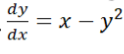 dy/dx = x − y²